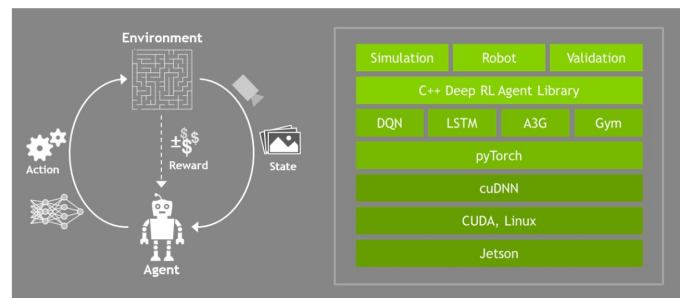 Environment
±$
$
$
Reward
Action
State
Agent
Simulation
Robot
Validation
C++ Deep RL Agent Library
DQN
LSTM
A3G
Gym
pyTorch
cuDNN
CUDA, Linux
Jetson